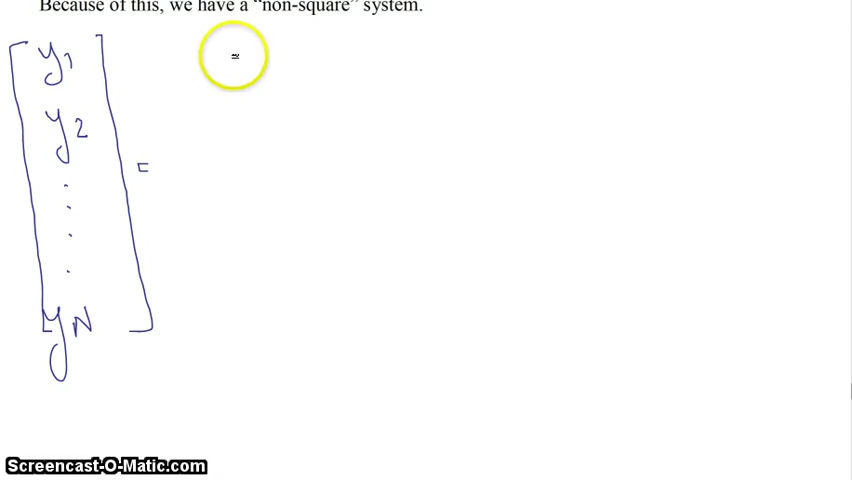 Because of this, we have a “non-square” system.
y1
y2
=
yN
Screencast-O-Matic.com